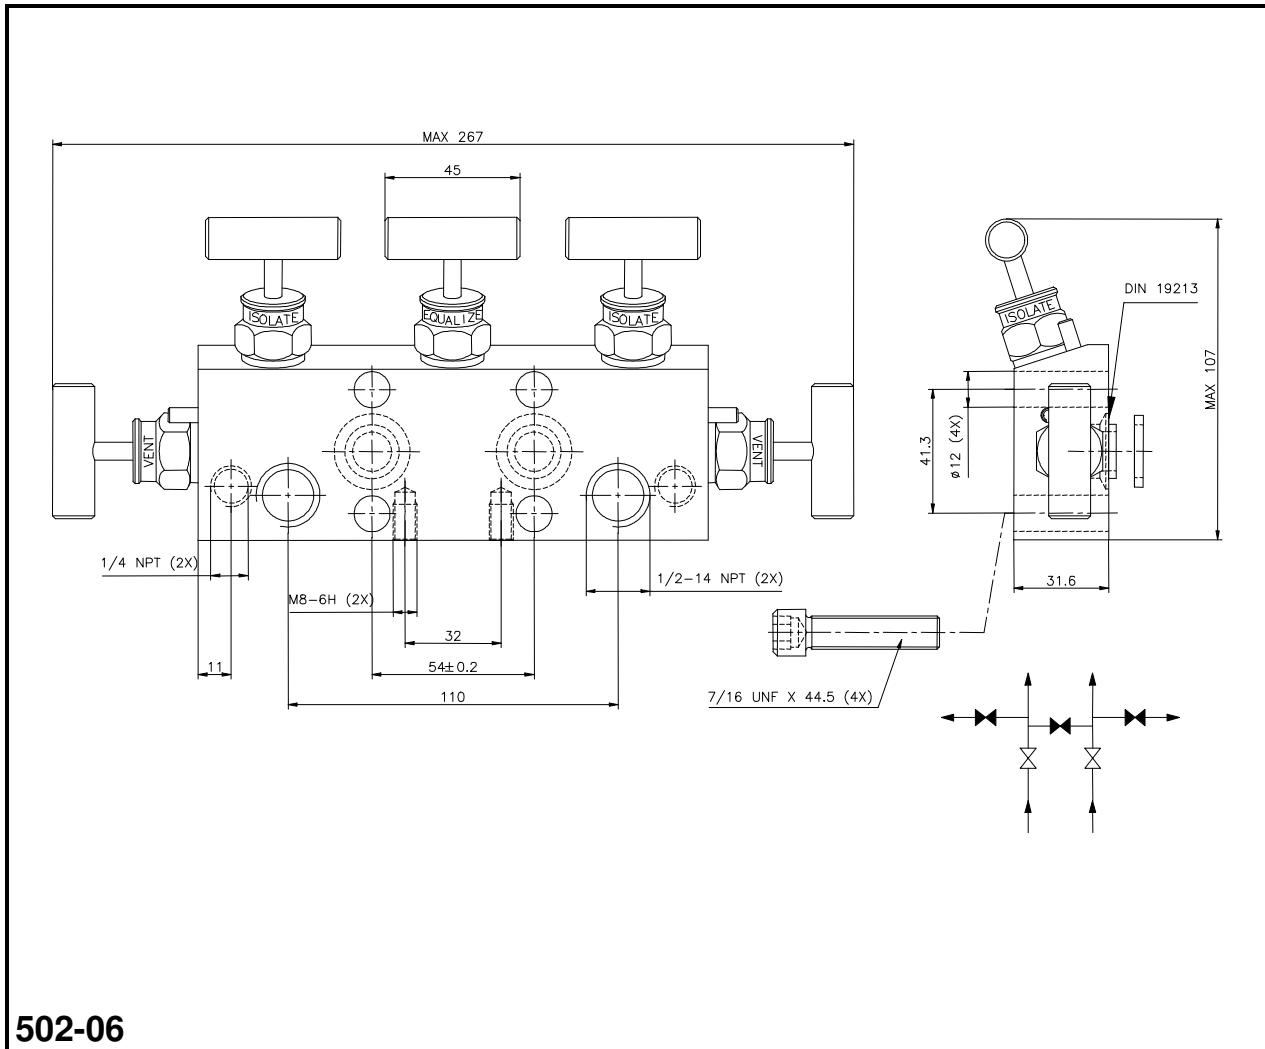 MAX 267
45
ISOLATE
EQUALIZE
ISOLATE
VENT
VENT
1/4 NPT (2X)
M8-6H (2X)
1/2-14 NPT (2X)
32
11
54±0.2
110
ISOLATE
DIN 19213
MAX 107
41.3
ø12 (4X)
31.6
7/16 UNF X 44.5 (4X)
502-06